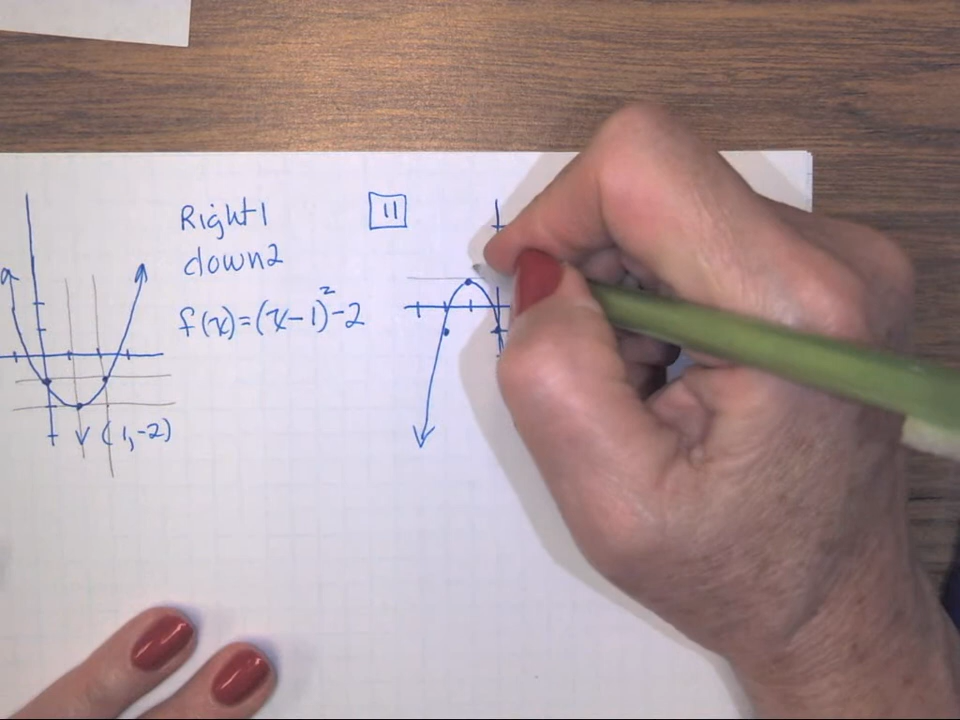 Right 1
down 2
f(x)=(x-1)²-2
V (1,-2)
11